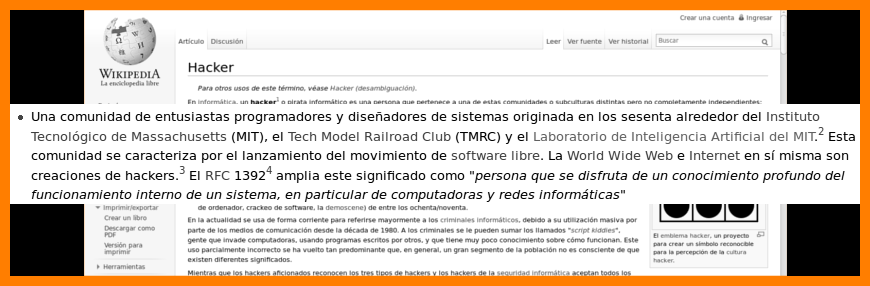 Crear una cuenta Ingresar
WIKIPEDIA
La enciclopedia libre
Artículo Discusión Leer Ver fuente Ver historial Buscar
Hacker
Para otros usos de este término, véase Hacker (desambiguación).
En informática, un hacker1 o pirata informático es una persona que pertenece a una de estas comunidades o subculturas distintas pero no completamente independientes:
• Una comunidad de entusiastas programadores y diseñadores de sistemas originada en los sesenta alrededor del Instituto
Tecnológico de Massachusetts (MIT), el Tech Model Railroad Club (TMRC) y el Laboratorio de Inteligencia Artificial del MIT.2 Esta
comunidad se caracteriza por el lanzamiento del movimiento de software libre. La World Wide Web e Internet en sí misma son
creaciones de hackers.3 El RFC 13924 amplia este significado como "persona que se disfruta de un conocimiento profundo del
funcionamiento interno de un sistema, en particular de computadoras y redes informáticas"
de ordenador, crackeo de software, la demoscene) de entre los ochenta/noventa.
Imprimir/exportar
Crear un libro
Descargar como
PDF
Versión para
imprimir
Herramientas
En la actualidad se usa de forma corriente para referirse mayormente a los criminales informáticos, debido a su utilización masiva por
parte de los medios de comunicación desde la década de 1980. A los criminales se le pueden sumar los llamados "script kiddies",
gente que invade computadoras, usando programas escritos por otros, y que tiene muy poco conocimiento sobre cómo funcionan. Este
uso parcialmente incorrecto se ha vuelto tan predominante que, en general, un gran segmento de la población no es consciente de que
existen diferentes significados.
Mientras que los hackers aficionados reconocen los tres tipos de hackers y los hackers de la seguridad informática aceptan todos los
El emblema hacker, un proyecto
para crear un símbolo reconocible
para la percepción de la cultura
hacker.